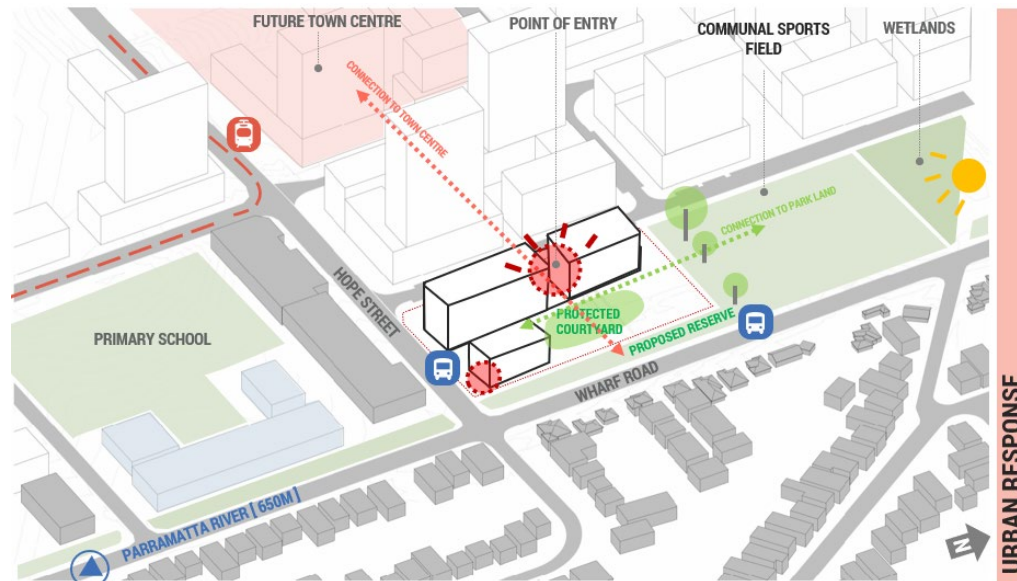 FUTURE TOWN CENTRE
POINT OF ENTRY
COMMUNAL SPORTS
FIELD
WETLANDS
CONNECTION TO TOWN CENTRE
CONNECTION TO PARK LAND
HOPE STREET
PRIMARY SCHOOL
PROTECTED
COURTYARD
PROPOSED RESERVE
WHARF ROAD
PARRAMATTA RIVER [ 650M ]
N
URBAN RESPONSE